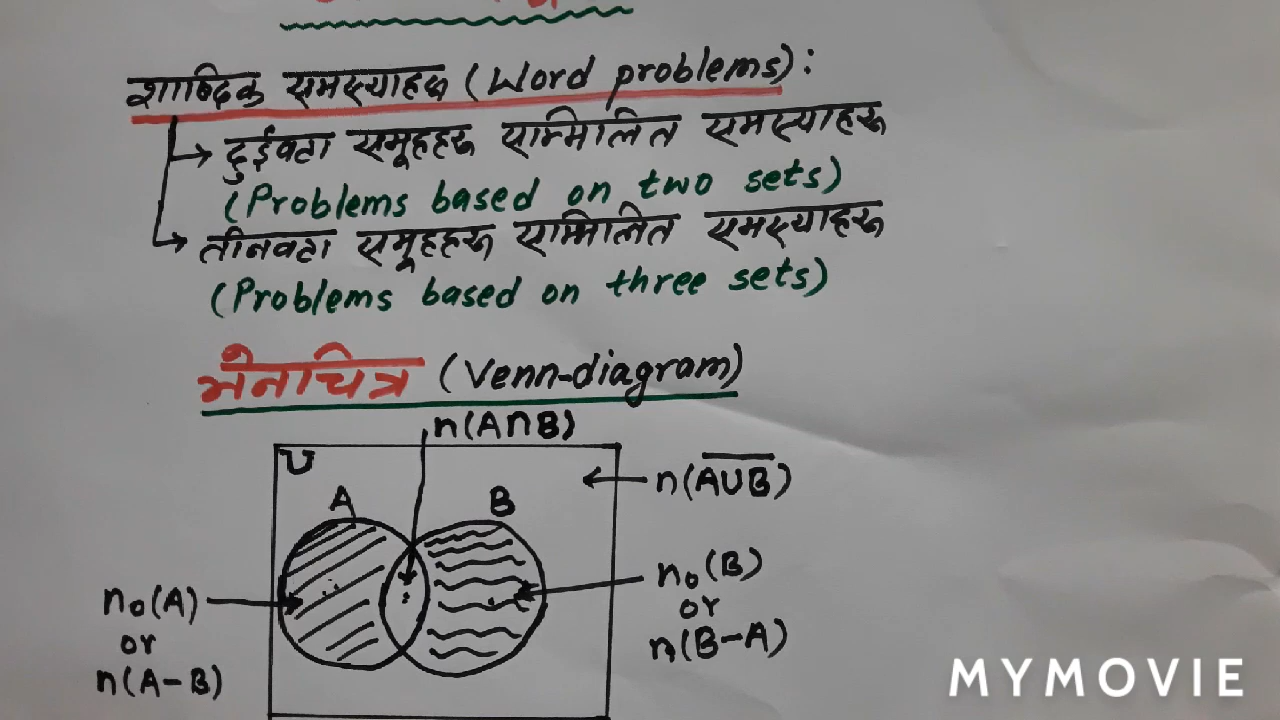 शाब्दिक समस्याहरु (Word problems):
→ दुईवटा समूहहरु सम्मिलित समस्याहरु
(Problems based on two sets)
→ तीनवटा समूहहरु सम्मिलित समस्याहरु
(Problems based on three sets)
भेनचित्र (Venn-diagram)
n(A∩B)
U
n(A∪B)̅
A B
n₀(B)
or
n(B-A)
n₀(A)
or
n(A-B)
MYMOVIE